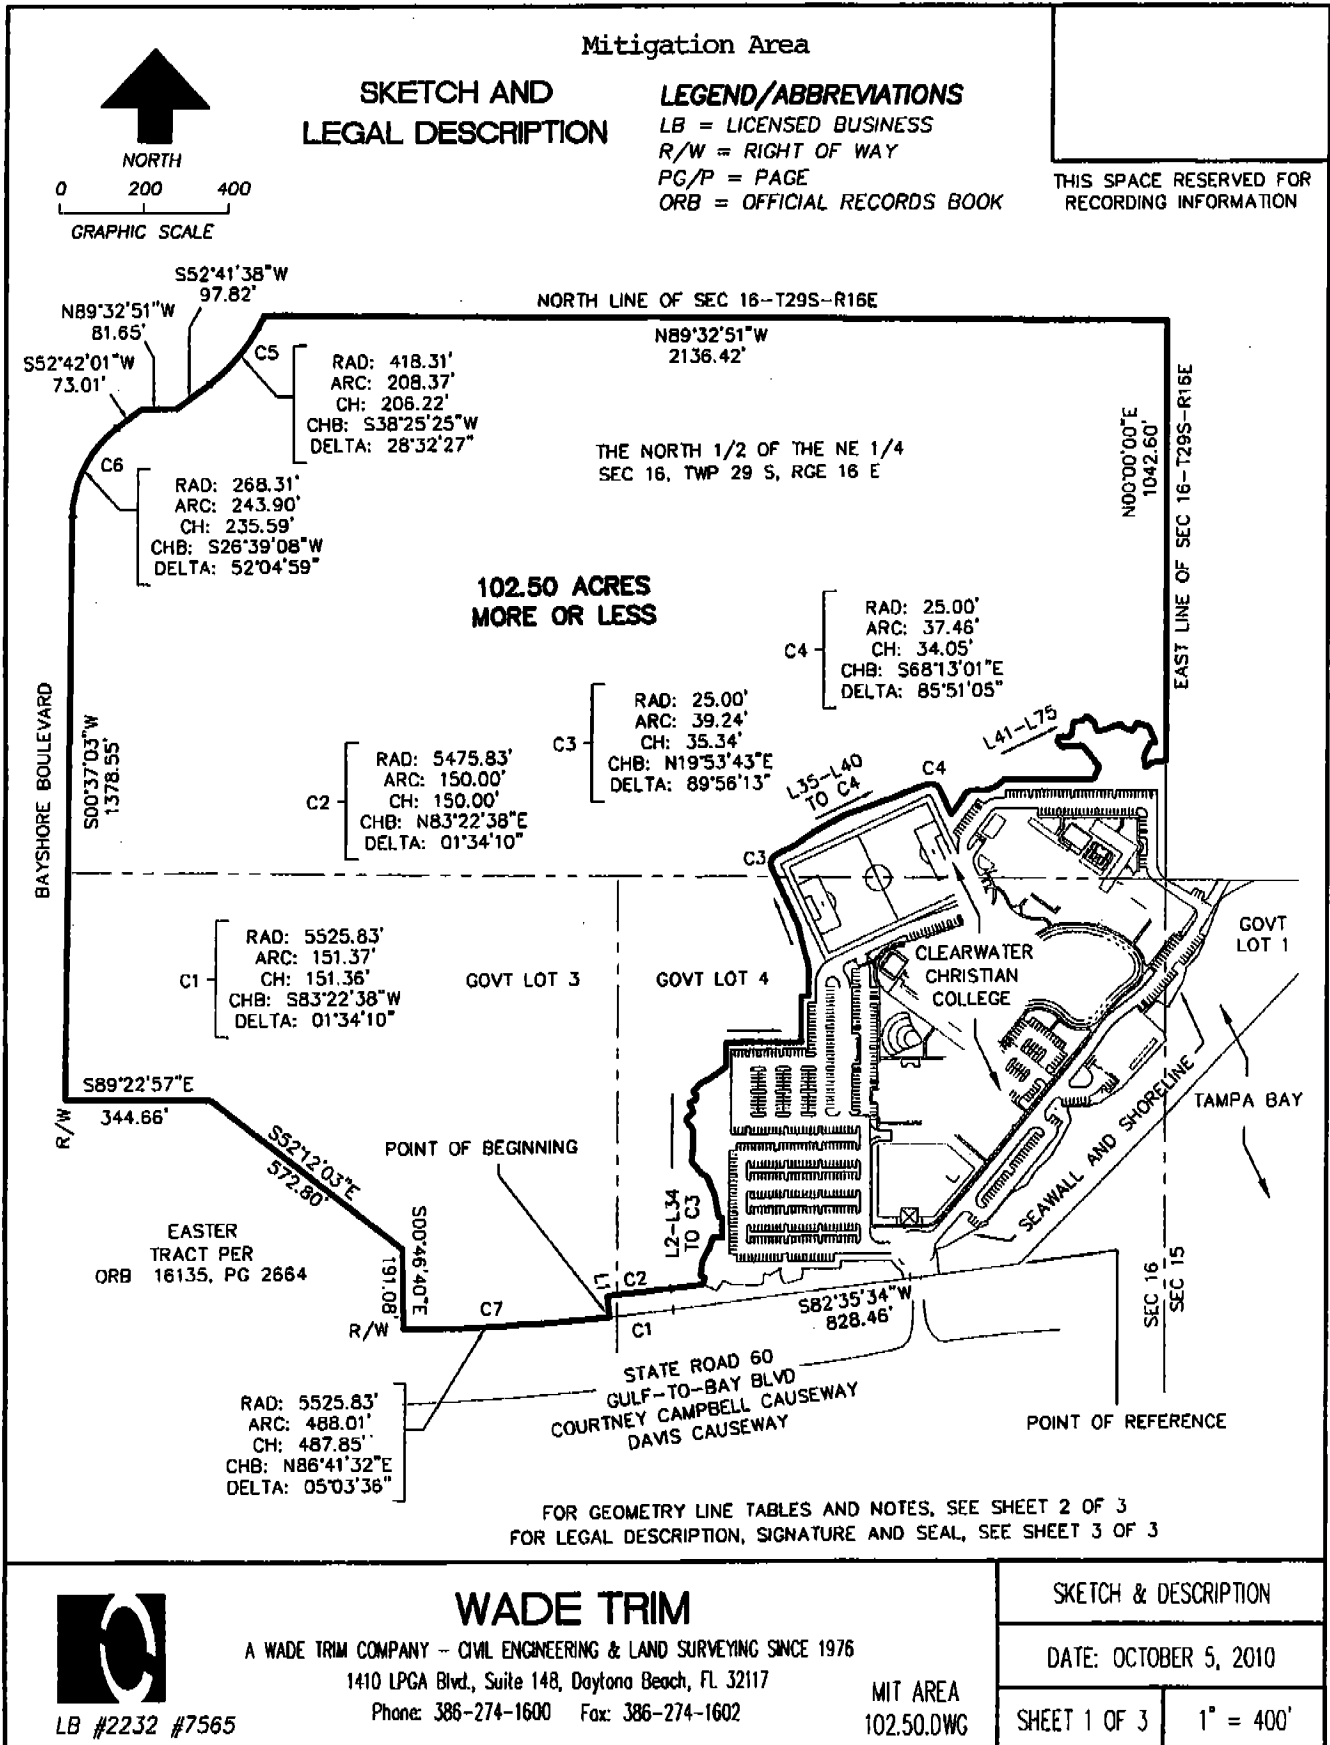 Mitigation Area
SKETCH AND
LEGAL DESCRIPTION
LEGEND/ABBREVIATIONS
LB = LICENSED BUSINESS
R/W = RIGHT OF WAY
PG/P = PAGE
ORB = OFFICIAL RECORDS BOOK
THIS SPACE RESERVED FOR
RECORDING INFORMATION
NORTH
0 200 400
GRAPHIC SCALE
S52°41'38"W
97.82'
N89°32'51"W
81.65'
S52°42'01"W
73.01'
NORTH LINE OF SEC 16-T29S-R16E
N89°32'51"W
2136.42'
C5
RAD: 418.31'
ARC: 208.37'
CH: 206.22'
CHB: S38°25'25"W
DELTA: 28°32'27"
C6
RAD: 268.31'
ARC: 243.90'
CH: 235.59'
CHB: S26°39'08"W
DELTA: 52°04'59"
THE NORTH 1/2 OF THE NE 1/4
SEC 16, TWP 29 S, RGE 16 E
N00°00'00"E
1042.60'
EAST LINE OF SEC 16-T29S-R16E
102.50 ACRES
MORE OR LESS
C4
RAD: 25.00'
ARC: 37.46'
CH: 34.05'
CHB: S68°13'01"E
DELTA: 85°51'05"
C3
RAD: 25.00'
ARC: 39.24'
CH: 35.34'
CHB: N19°53'43"E
DELTA: 89°56'13"
C2
RAD: 5475.83'
ARC: 150.00'
CH: 150.00'
CHB: N83°22'38"E
DELTA: 01°34'10"
L41-L75
L35-L40
TO C4
C4
C3
BAYSHORE BOULEVARD
S00°37'03"W
1378.55'
C1
RAD: 5525.83'
ARC: 151.37'
CH: 151.36'
CHB: S83°22'38"W
DELTA: 01°34'10"
GOVT LOT 3
GOVT LOT 4
CLEARWATER
CHRISTIAN
COLLEGE
GOVT
LOT 1
S89°22'57"E
344.66'
R/W
S52°12'03"E
572.80'
POINT OF BEGINNING
TAMPA BAY
SEAWALL AND SHORELINE
EASTER
TRACT PER
ORB 16135, PG 2664
S00°46'40"E
191.08'
R/W
L2-L34
TO C3
L1
C2
C7
C1
S82°35'34"W
828.46'
SEC 16
SEC 15
STATE ROAD 60
GULF-TO-BAY BLVD
COURTNEY CAMPBELL CAUSEWAY
DAVIS CAUSEWAY
RAD: 5525.83'
ARC: 488.01'
CH: 487.85'
CHB: N86°41'32"E
DELTA: 05°03'36"
POINT OF REFERENCE
FOR GEOMETRY LINE TABLES AND NOTES, SEE SHEET 2 OF 3
FOR LEGAL DESCRIPTION, SIGNATURE AND SEAL, SEE SHEET 3 OF 3
LB #2232 #7565
WADE TRIM
A WADE TRIM COMPANY - CIVIL ENGINEERING & LAND SURVEYING SINCE 1976
1410 LPGA Blvd., Suite 148, Daytona Beach, FL 32117
Phone: 386-274-1600 Fax: 386-274-1602
MIT AREA
102.50.DWG
SKETCH & DESCRIPTION
DATE: OCTOBER 5, 2010
SHEET 1 OF 3
1" = 400'